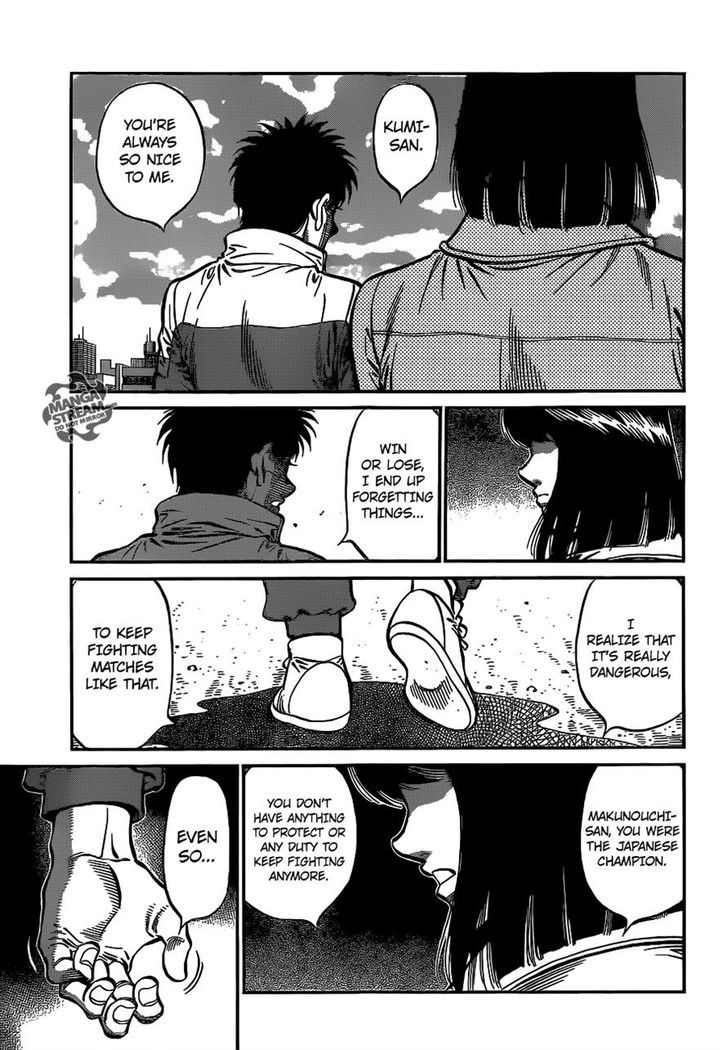 KUMI-
SAN.
YOU'RE
ALWAYS
SO NICE
TO ME.
WIN
OR LOSE,
I END UP
FORGETTING
THINGS...
I
REALIZE THAT
IT'S REALLY
DANGEROUS,
TO KEEP
FIGHTING
MATCHES
LIKE THAT.
MAKUNOUCHI-
SAN, YOU WERE
THE JAPANESE
CHAMPION.
YOU DON'T
HAVE ANYTHING
TO PROTECT OR
ANY DUTY TO
KEEP FIGHTING
ANYMORE.
EVEN
SO...
MANGA
STREAM.com
DO NOT MIRROR